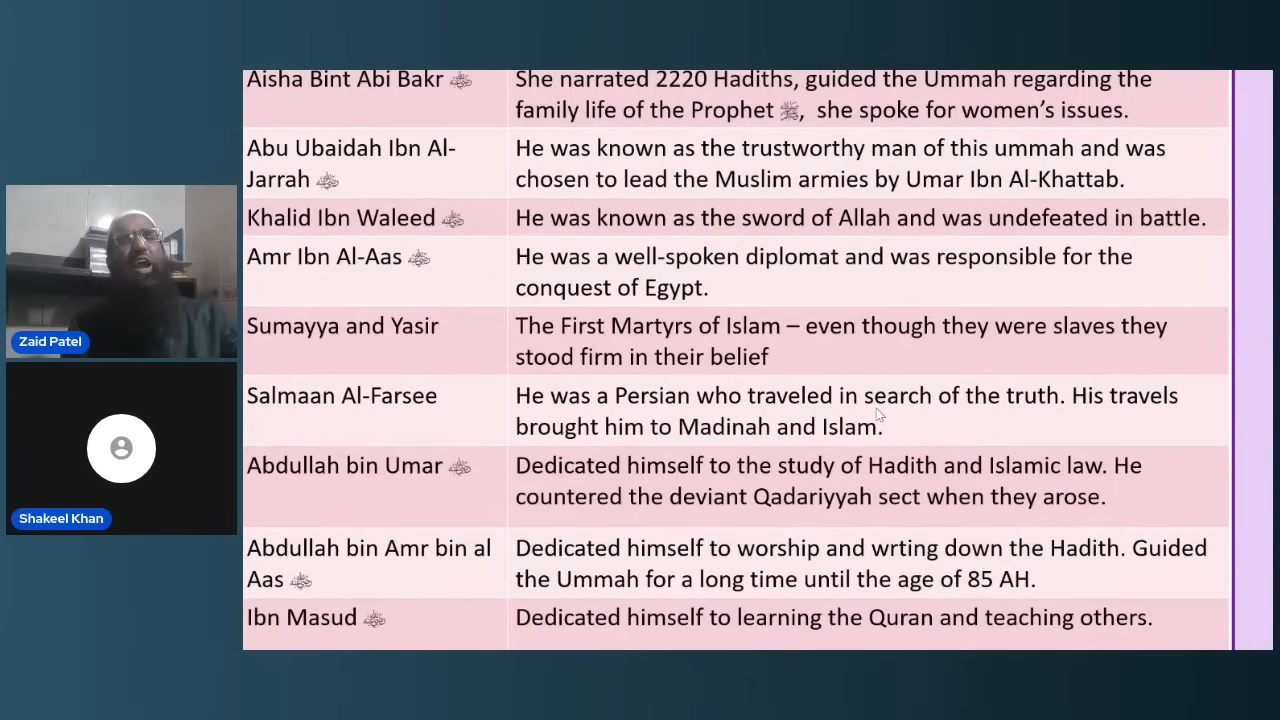 Aisha Bint Abi Bakr
She narrated 2220 Hadiths, guided the Ummah regarding the
family life of the Prophet ﷺ, she spoke for women’s issues.
Abu Ubaidah Ibn Al-
Jarrah
He was known as the trustworthy man of this ummah and was
chosen to lead the Muslim armies by Umar Ibn Al-Khattab.
Khalid Ibn Waleed
He was known as the sword of Allah and was undefeated in battle.
Amr Ibn Al-Aas
He was a well-spoken diplomat and was responsible for the
conquest of Egypt.
Sumayya and Yasir
The First Martyrs of Islam – even though they were slaves they
stood firm in their belief
Salmaan Al-Farsee
He was a Persian who traveled in search of the truth. His travels
brought him to Madinah and Islam.
Abdullah bin Umar
Dedicated himself to the study of Hadith and Islamic law. He
countered the deviant Qadariyyah sect when they arose.
Abdullah bin Amr bin al
Aas
Dedicated himself to worship and wrting down the Hadith. Guided
the Ummah for a long time until the age of 85 AH.
Ibn Masud
Dedicated himself to learning the Quran and teaching others.
Zaid Patel
Shakeel Khan